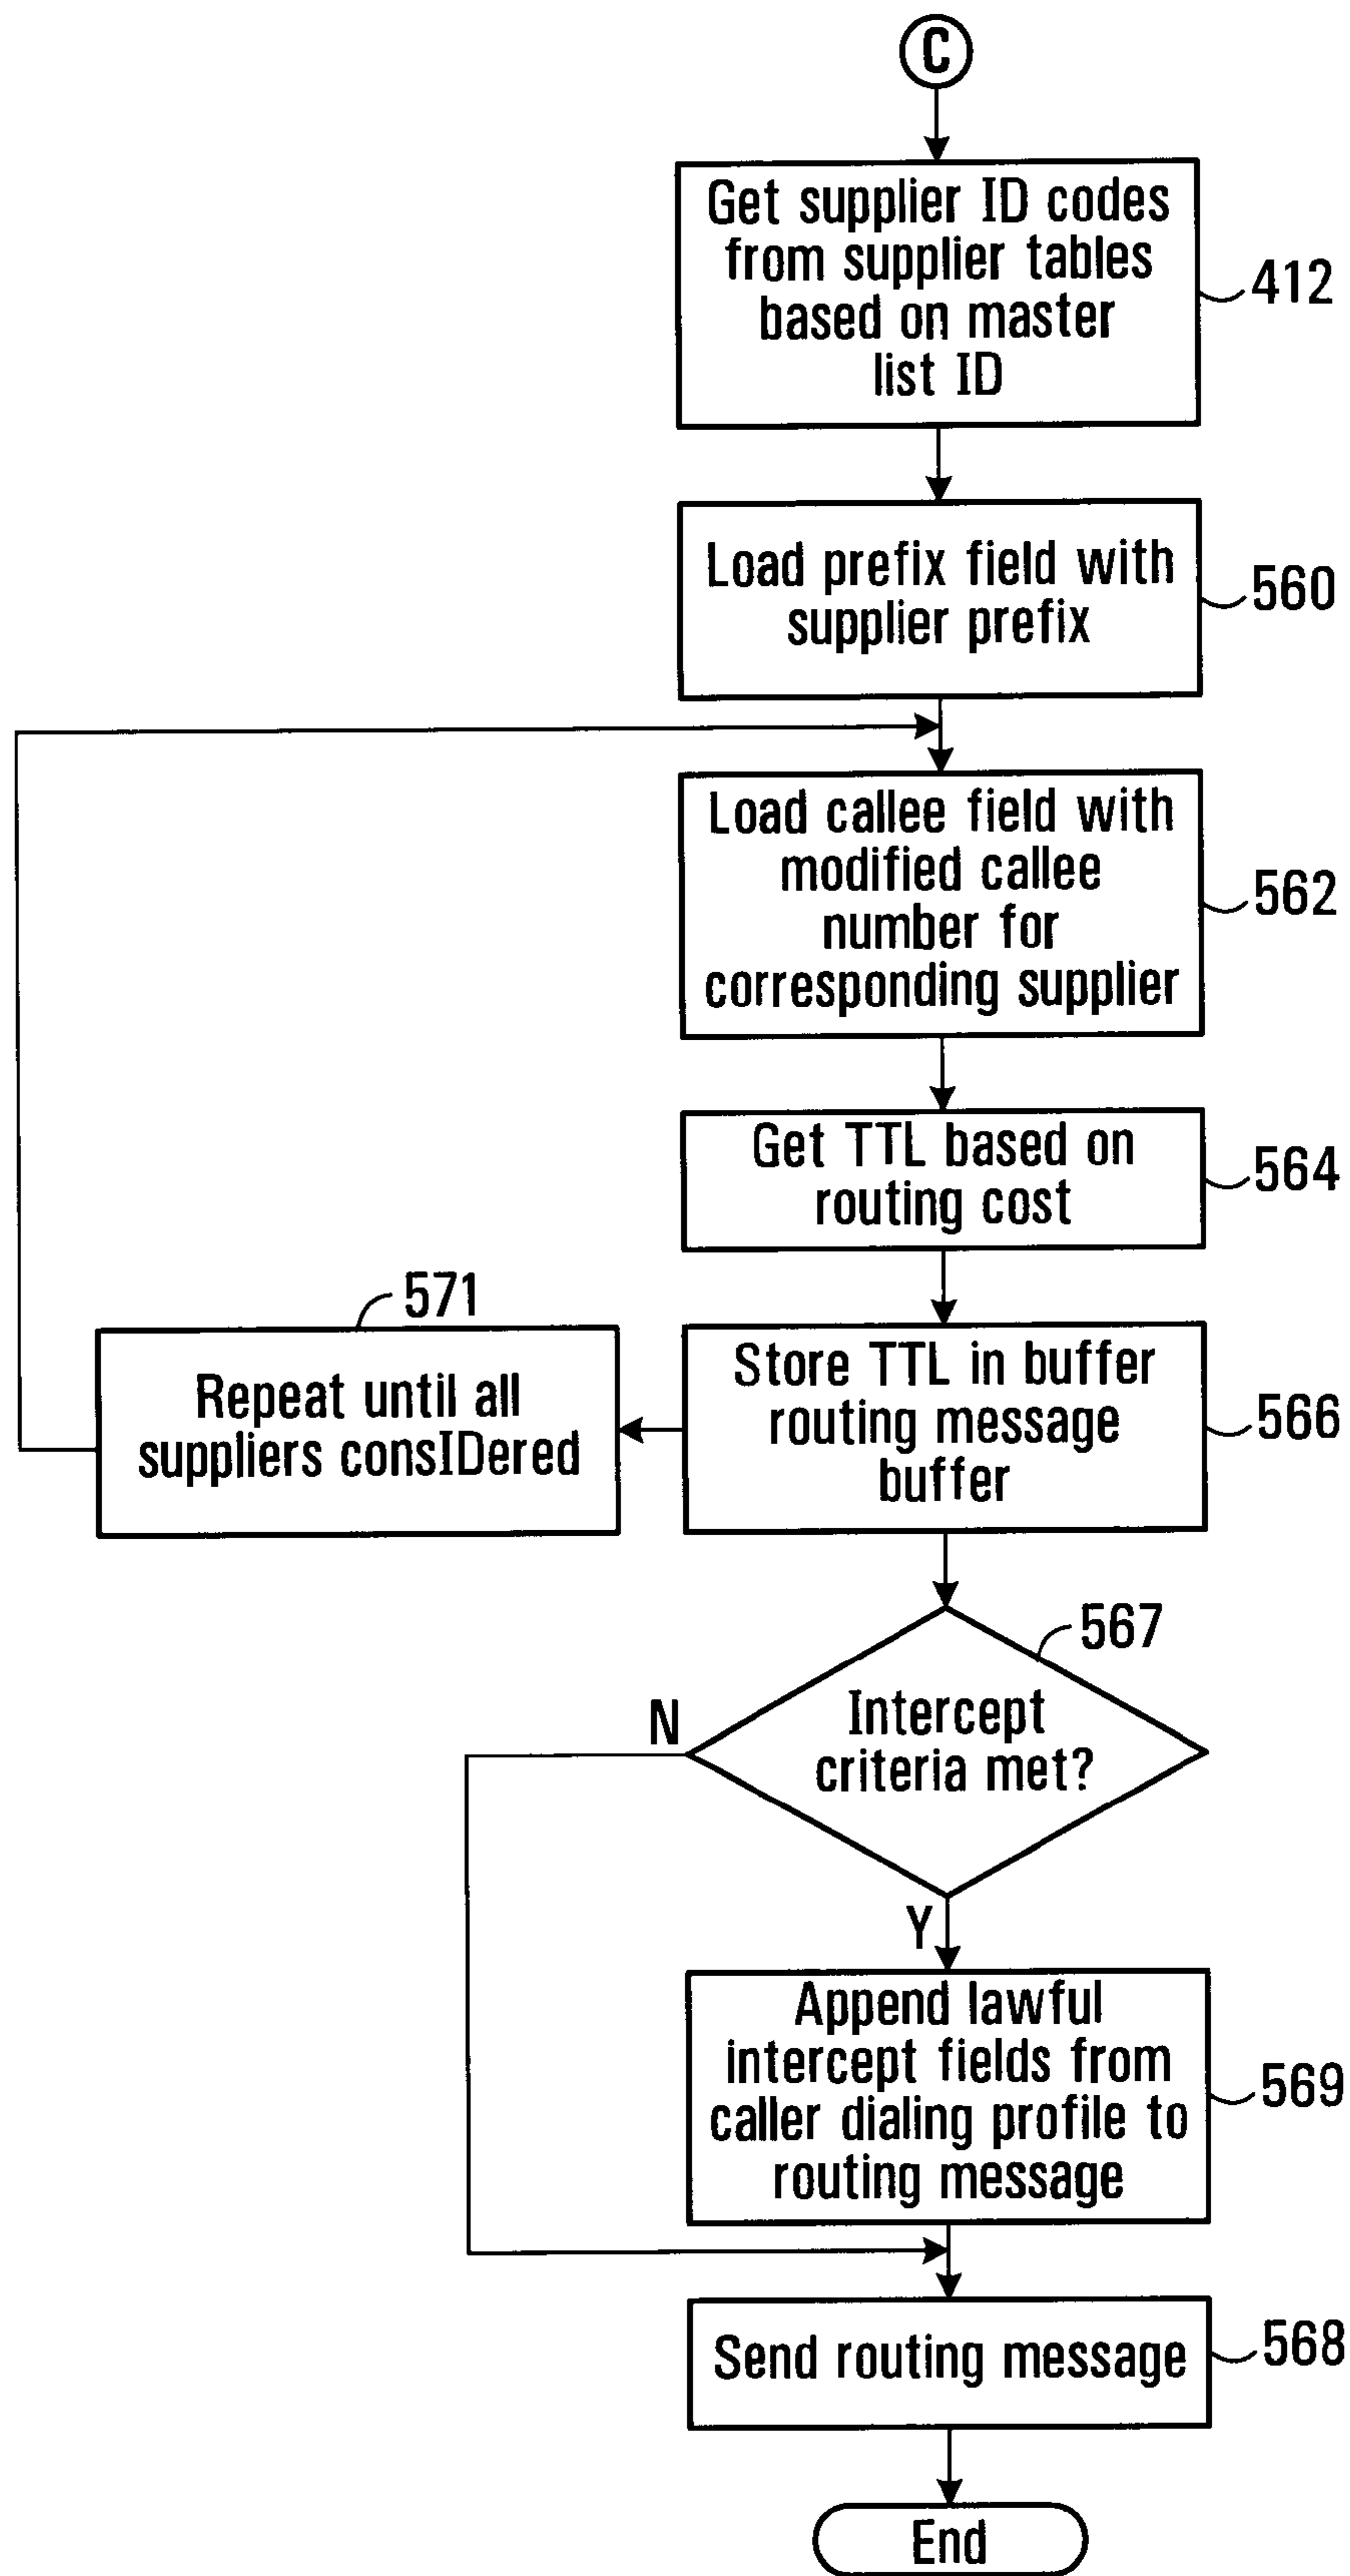 C
Get supplier ID codes
from supplier tables
based on master
list ID
412
Load prefix field with
supplier prefix
560
Load callee field with
modified callee
number for
corresponding supplier
562
Get TTL based on
routing cost
564
571
Repeat until all
suppliers consIDered
Store TTL in buffer
routing message
buffer
566
567
Intercept
criteria met?
N
Y
Append lawful
intercept fields from
caller dialing profile to
routing message
569
Send routing message
568
End